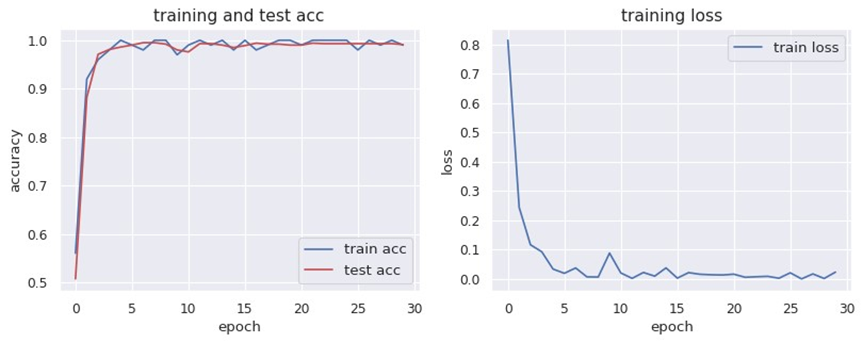 training and test acc
1.0
0.9
0.8
0.7
0.6
0.5
accuracy
train acc
test acc
0 5 10 15 20 25 30
epoch
training loss
0.8
0.7
0.6
0.5
0.4
0.3
0.2
0.1
0.0
loss
train loss
0 5 10 15 20 25 30
epoch